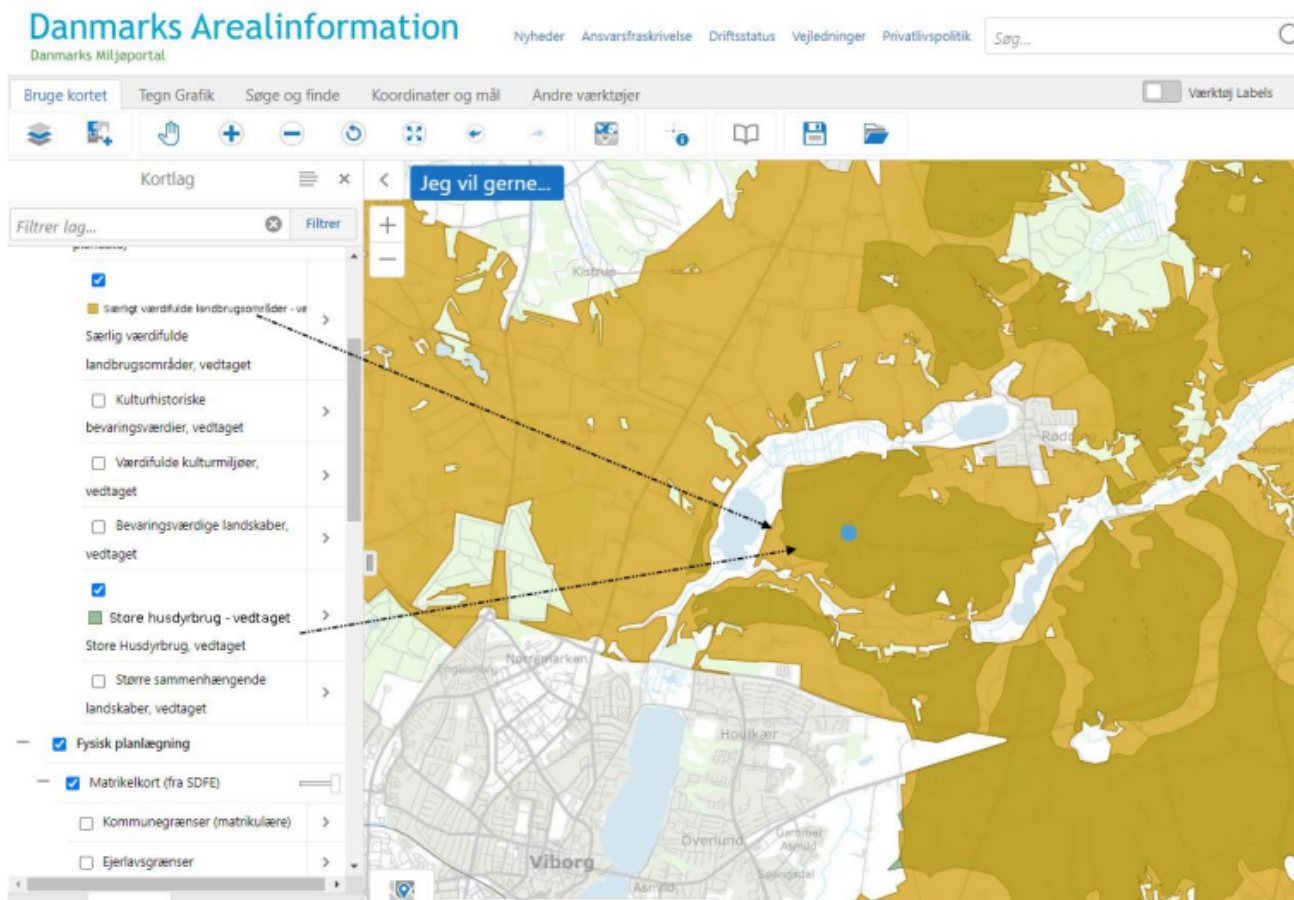 Danmarks Arealinformation
Danmarks Miljøportal
Nyheder Ansvarsfraskrivelse Driftsstatus Vejledninger Privatlivspolitik Søg...
Bruge kortet Tegn Grafik Søge og finde Koordinater og mål Andre værktøjer Værktøj Labels
Kortlag
Jeg vil gerne...
Filtrer lag... Filtrer
Særligt værdifulde landbrugsområder - ve
Særlig værdifulde
landbrugsområder, vedtaget
Kulturhistoriske
bevaringsværdier, vedtaget
Værdifulde kulturmiljøer,
vedtaget
Bevaringsværdige landskaber,
vedtaget
Store husdyrbrug - vedtaget
Store Husdyrbrug, vedtaget
Større sammenhængende
landskaber, vedtaget
Fysisk planlægning
Matrikelkort (fra SDFE)
Kommunegrænser (matrikulære)
Ejerlavsgrænser
Kistrup
Nørremarken
Houlkær
Overlund
Gammel
Asmild
Viborg
Asmild